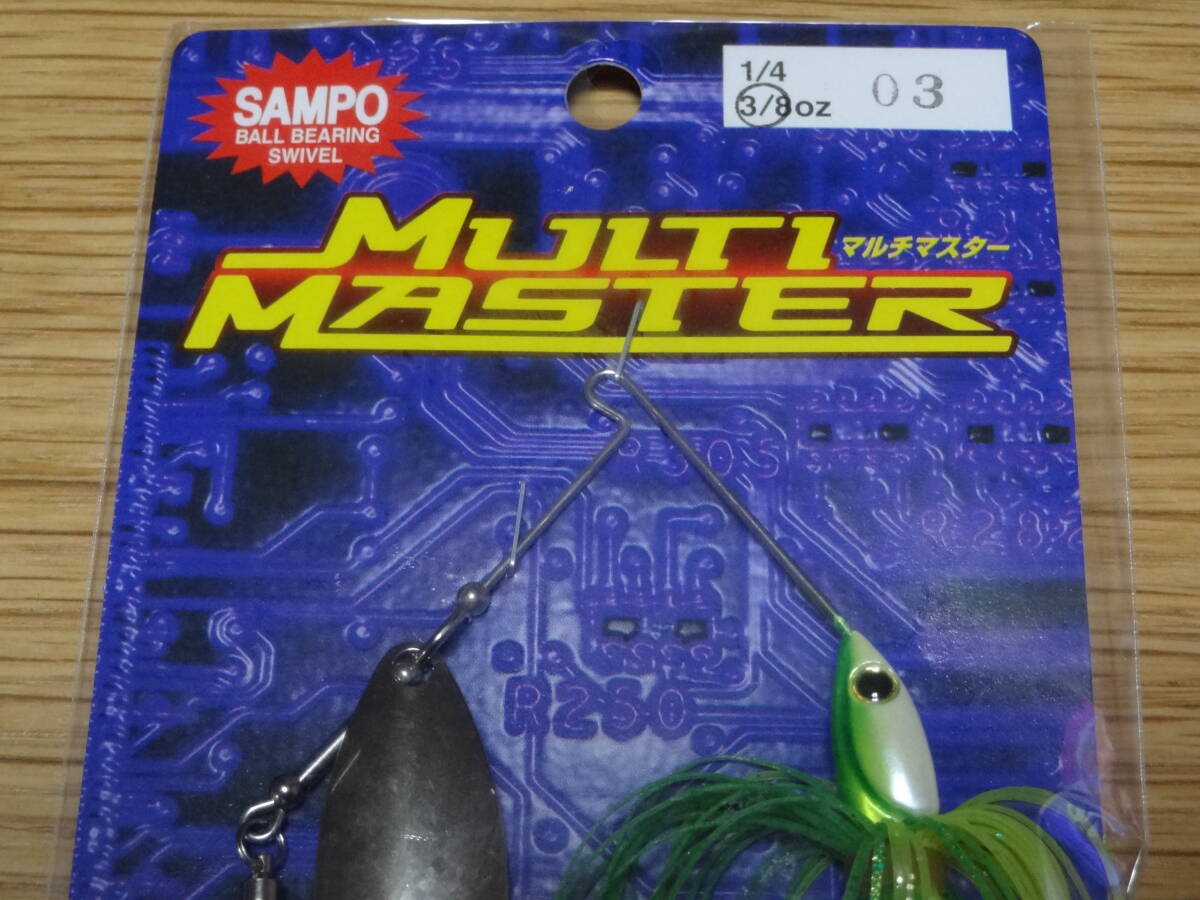 SAMPO
BALL BEARING
SWIVEL
1/4
3/8oz
03
MULTI
マルチマスター
MASTER
R250